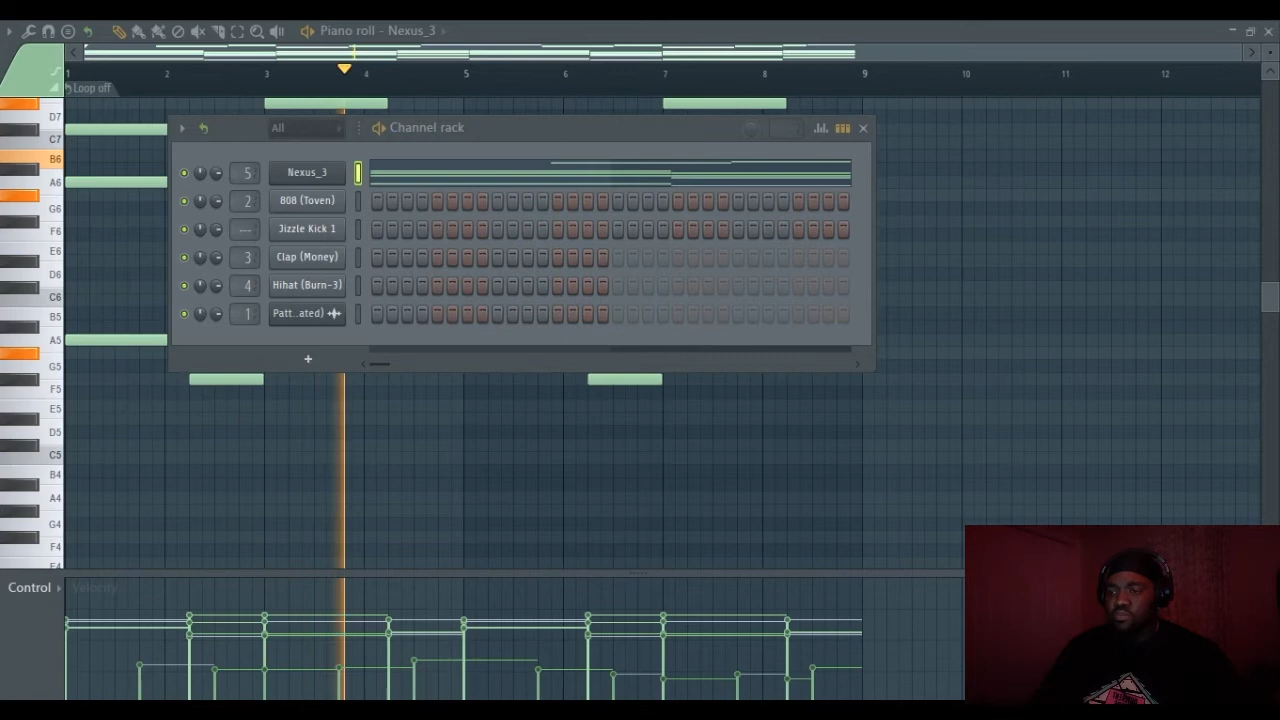 Piano roll - Nexus_3
1 2 3 4 5 6 7 8 9 10 11 12
Loop off
D7
C7
B6
A6
G6
F6
E6
D6
C6
B5
A5
G5
F5
E5
D5
C5
B4
A4
G4
F4
E4
All
Channel rack
5 Nexus_3
2 808 (Toven)
--- Jizzle Kick 1
3 Clap (Money)
4 Hihat (Burn-3)
1 Patt..ated)
+
Control
Velocity